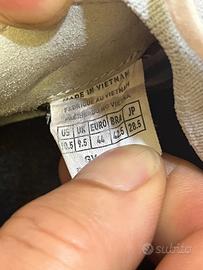 MADE IN VIETNAM
FABRIQUÉ AU VIETNAM
US UK EURO BRA JP
10.5 9.5 44 42.5 28.5
subito